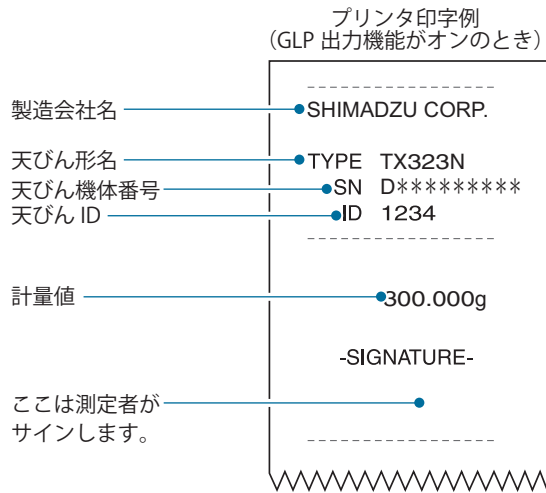 プリンタ印字例
（GLP 出力機能がオンのとき）
----------------
製造会社名 SHIMADZU CORP.
天びん形名 TYPE TX323N
天びん機体番号 SN D*********
天びん ID ID 1234
----------------
計量値 300.000g
-SIGNATURE-
ここは測定者が
サインします。
----------------